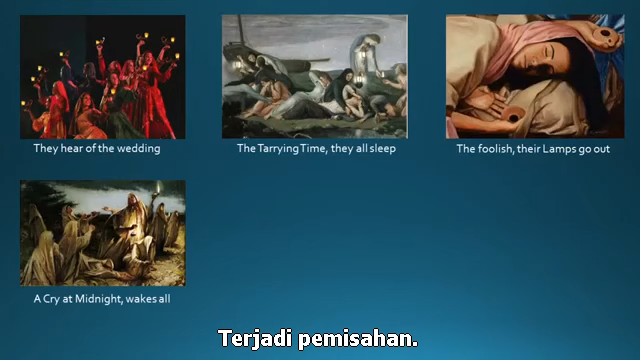 They hear of the wedding
The Tarrying Time, they all sleep
The foolish, their Lamps go out
A Cry at Midnight, wakes all
Terjadi pemisahan.